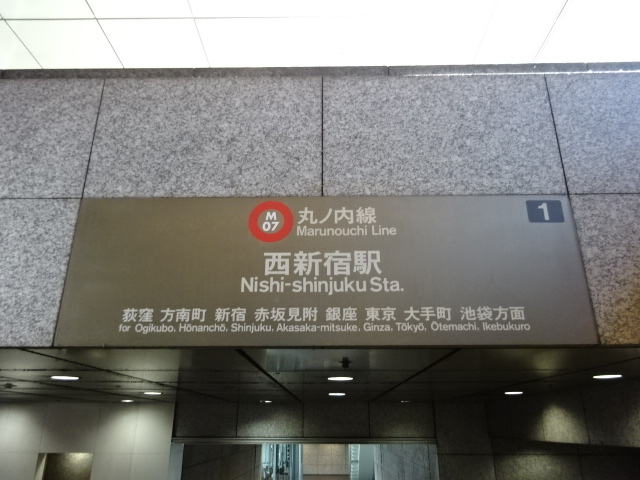 M
07
丸ノ内線
Marunouchi Line
1
西新宿駅
Nishi-shinjuku Sta.
荻窪 方南町 新宿 赤坂見附 銀座 東京 大手町 池袋方面
for Ogikubo, Hōnanchō, Shinjuku, Akasaka-mitsuke, Ginza, Tōkyō, Ōtemachi, Ikebukuro